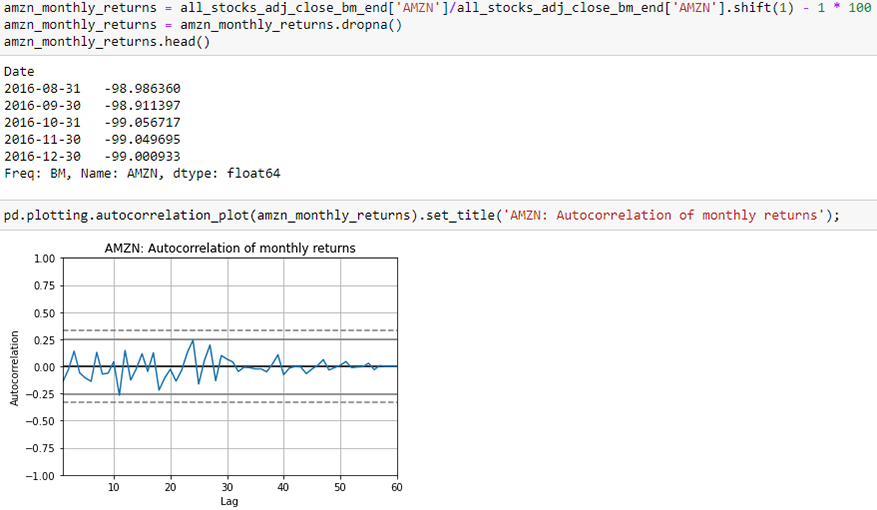 amzn_monthly_returns = all_stocks_adj_close_bm_end['AMZN']/all_stocks_adj_close_bm_end['AMZN'].shift(1) - 1 * 100
amzn_monthly_returns = amzn_monthly_returns.dropna()
amzn_monthly_returns.head()
Date
2016-08-31   -98.986360
2016-09-30   -98.911397
2016-10-31   -99.056717
2016-11-30   -99.049695
2016-12-30   -99.000933
Freq: BM, Name: AMZN, dtype: float64
pd.plotting.autocorrelation_plot(amzn_monthly_returns).set_title('AMZN: Autocorrelation of monthly returns');
AMZN: Autocorrelation of monthly returns
1.00
0.75
0.50
0.25
0.00
−0.25
−0.50
−0.75
−1.00
Autocorrelation
10 20 30 40 50 60
Lag